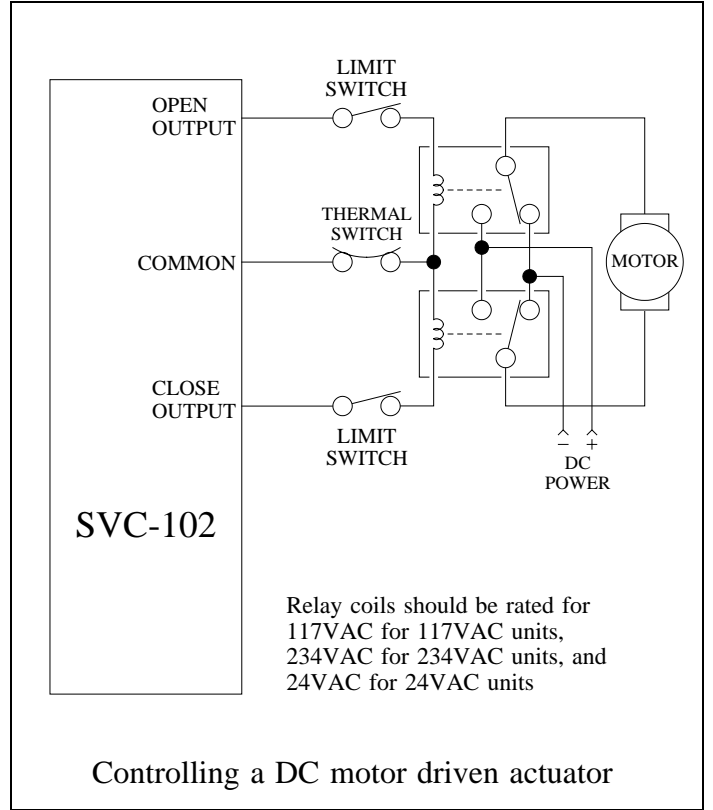 LIMIT
SWITCH
OPEN
OUTPUT
THERMAL
SWITCH
COMMON
MOTOR
CLOSE
OUTPUT
LIMIT
SWITCH
− +
DC
POWER
SVC-102
Relay coils should be rated for
117VAC for 117VAC units,
234VAC for 234VAC units, and
24VAC for 24VAC units
Controlling a DC motor driven actuator